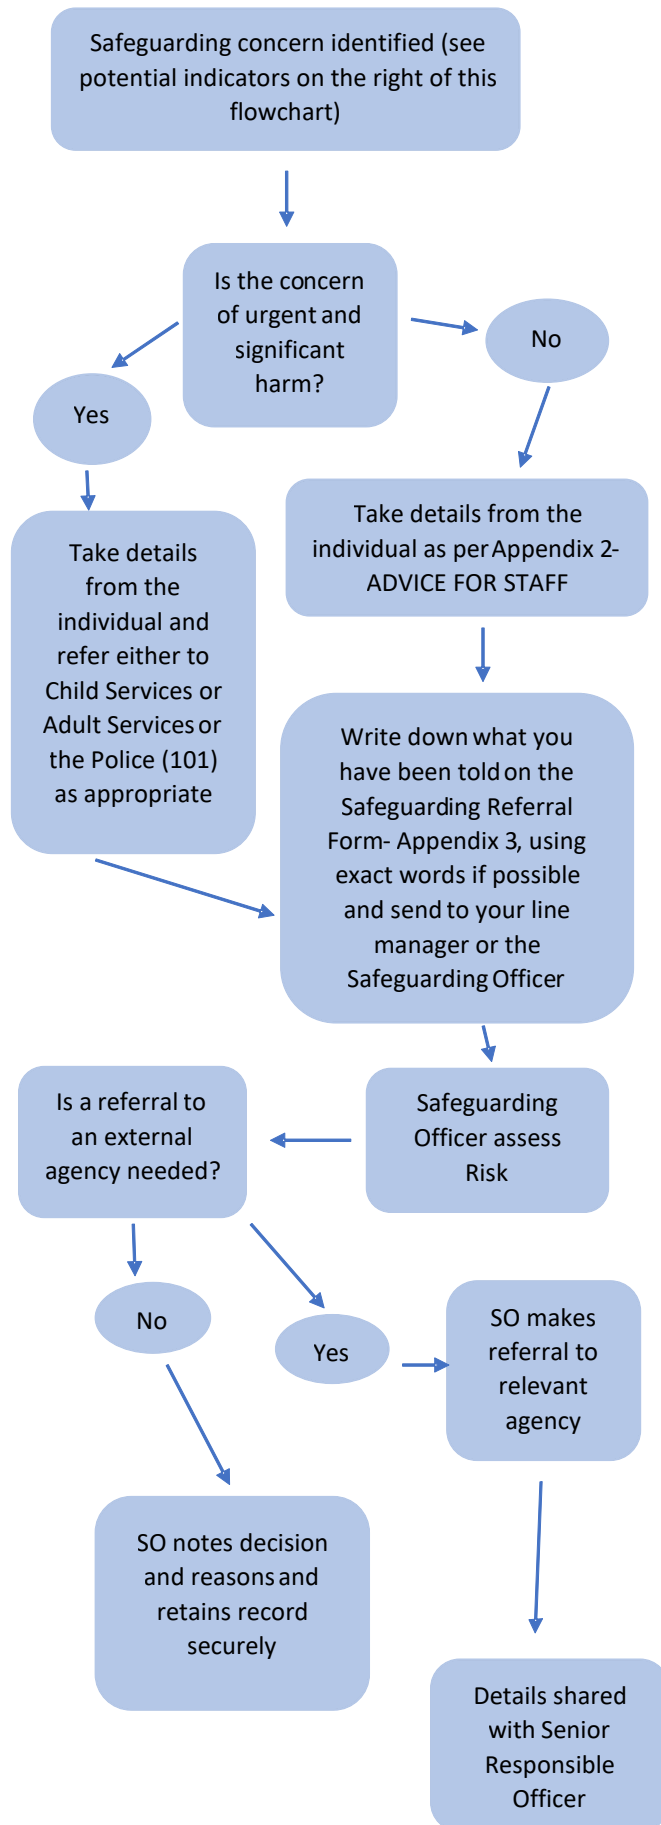 Safeguarding concern identified (see
potential indicators on the right of this
flowchart)
Is the concern
of urgent and
significant
harm?
No
Yes
Take details from the
individual as per Appendix 2-
ADVICE FOR STAFF
Take details
from the
individual and
refer either to
Child Services or
Adult Services or
the Police (101)
as appropriate
Write down what you
have been told on the
Safeguarding Referral
Form- Appendix 3, using
exact words if possible
and send to your line
manager or the
Safeguarding Officer
Safeguarding
Officer assess
Risk
Is a referral to
an external
agency needed?
No
Yes
SO makes
referral to
relevant
agency
SO notes decision
and reasons and
retains record
securely
Details shared
with Senior
Responsible
Officer